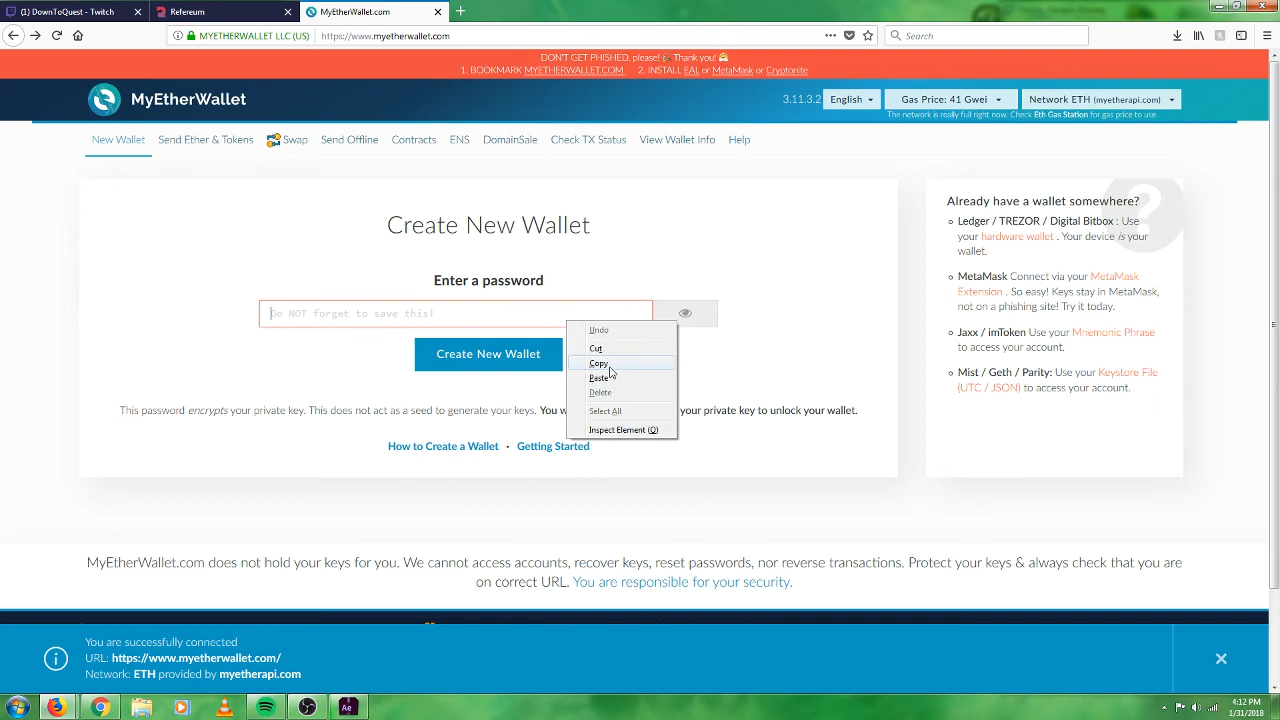 (1) DownToQuest - Twitch
Refereum
MyEtherWallet.com
MYETHERWALLET LLC (US)
https://www.myetherwallet.com
Search
DON'T GET PHISHED, please! Thank you!
1. BOOKMARK MYETHERWALLET.COM 2. INSTALL EAL or MetaMask or Cryptonite
MyEtherWallet
3.11.3.2
English
Gas Price: 41 Gwei
Network ETH (myetherapi.com)
The network is really full right now. Check Eth Gas Station for gas price to use.
New Wallet
Send Ether & Tokens
Swap
Send Offline
Contracts
ENS
DomainSale
Check TX Status
View Wallet Info
Help
Create New Wallet
Enter a password
Do NOT forget to save this!
Create New Wallet
Undo
Cut
Copy
Paste
Delete
Select All
Inspect Element (Q)
This password encrypts your private key. This does not act as a seed to generate your keys. You w your private key to unlock your wallet.
How to Create a Wallet · Getting Started
Already have a wallet somewhere?
?
Ledger / TREZOR / Digital Bitbox : Use
your hardware wallet . Your device is your
wallet.
MetaMask Connect via your MetaMask
Extension . So easy! Keys stay in MetaMask,
not on a phishing site! Try it today.
Jaxx / imToken Use your Mnemonic Phrase
to access your account.
Mist / Geth / Parity: Use your Keystore File
(UTC / JSON) to access your account.
MyEtherWallet.com does not hold your keys for you. We cannot access accounts, recover keys, reset passwords, nor reverse transactions. Protect your keys & always check that you are
on correct URL. You are responsible for your security.
You are successfully connected
URL: https://www.myetherwallet.com/
Network: ETH provided by myetherapi.com
Ae
4:12 PM
1/31/2018